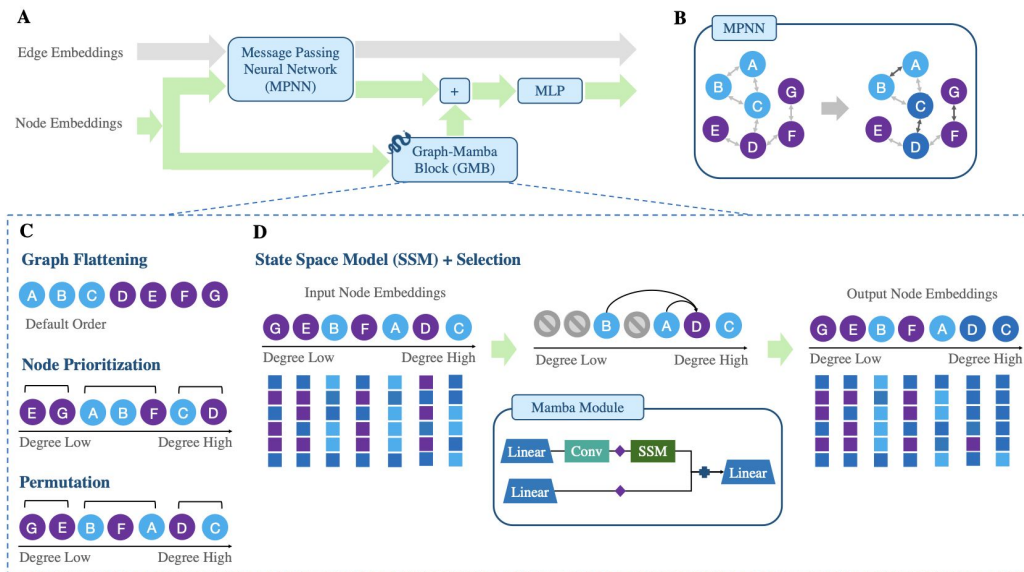 A
Edge Embeddings
Node Embeddings
Message Passing
Neural Network
(MPNN)
+
MLP
Graph-Mamba
Block (GMB)
B
MPNN
A
B
C
G
E
D
F
A
B
C
G
E
D
F
C
Graph Flattening
A B C D E F G
Default Order
Node Prioritization
E G A B F C D
Degree Low Degree High
Permutation
G E B F A D C
Degree Low Degree High
D
State Space Model (SSM) + Selection
Input Node Embeddings
G E B F A D C
Degree Low Degree High
B A D C
Degree Low Degree High
Mamba Module
Linear Conv SSM
Linear
Linear
Output Node Embeddings
G E B F A D C
Degree Low Degree High